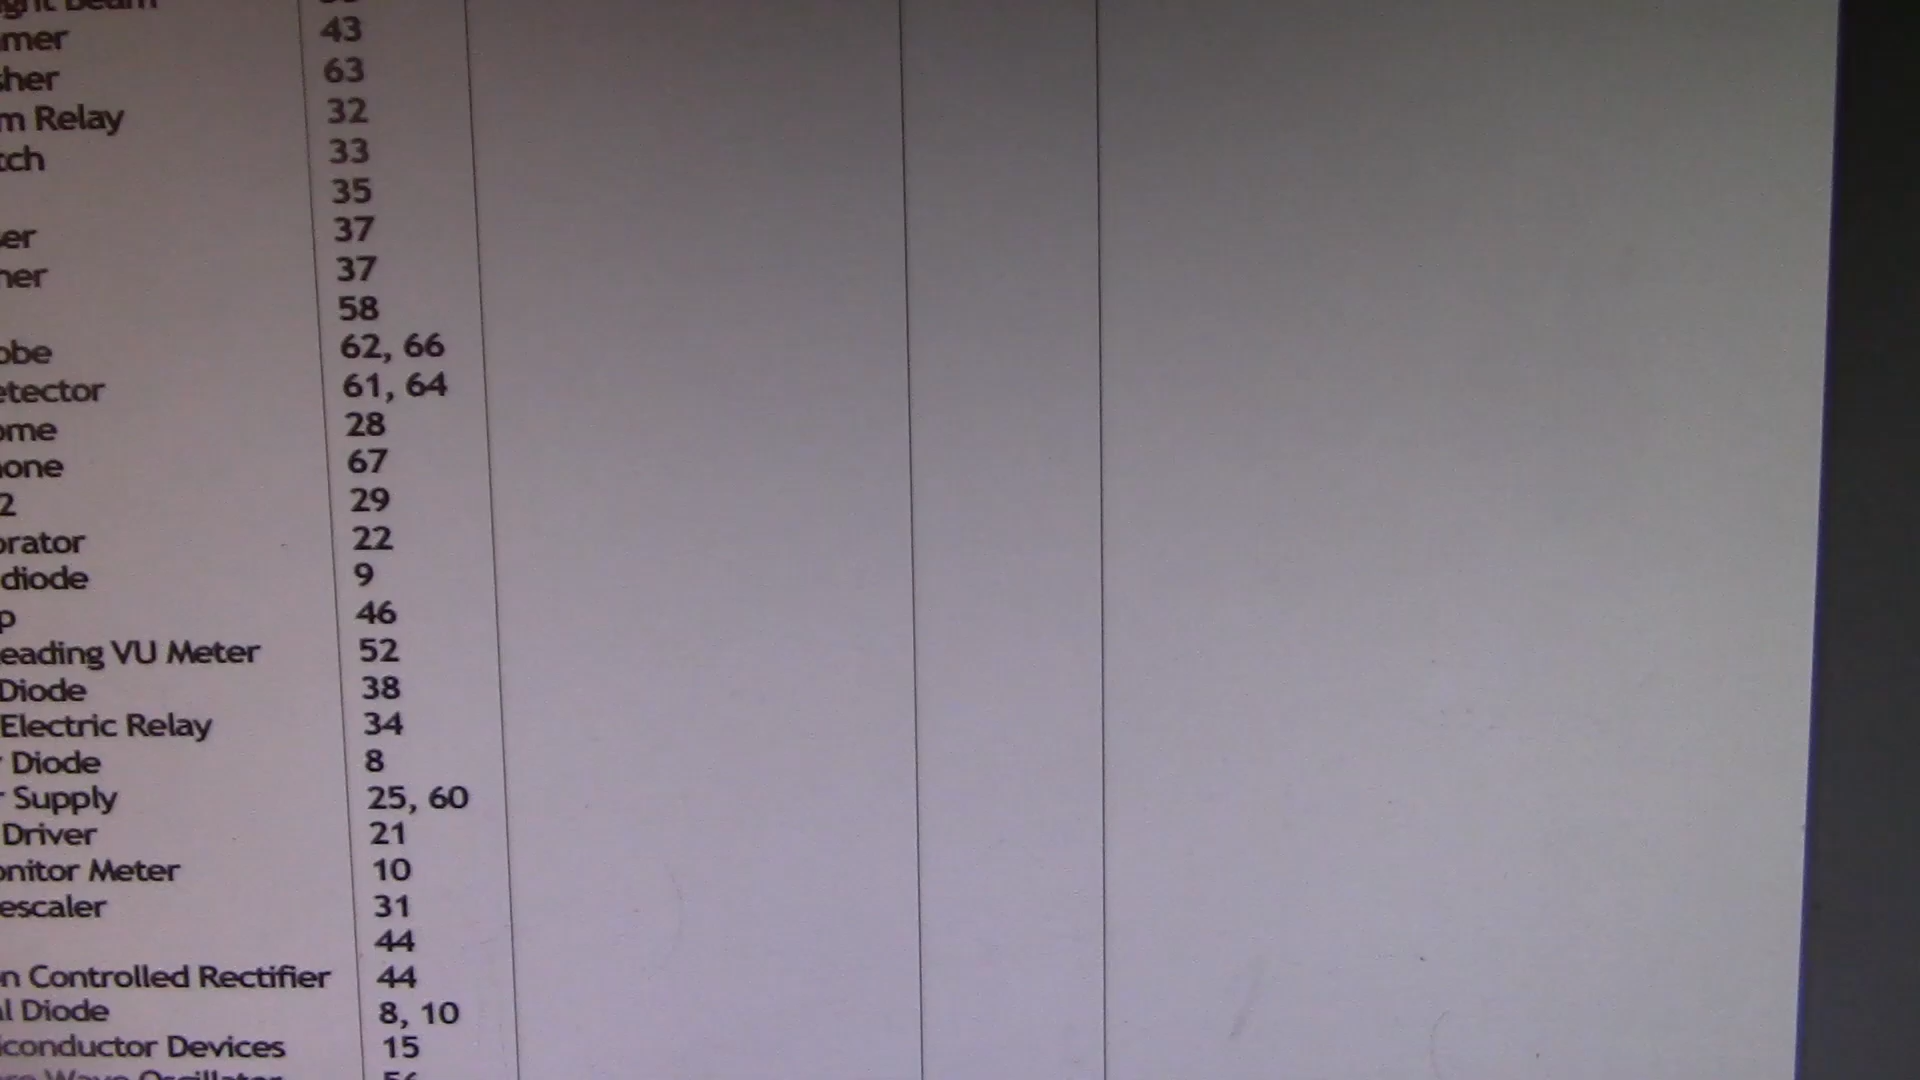 mer 43
sher 63
m Relay 32
tch 33
35
er 37
ner 37
58
obe 62, 66
etector 61, 64
ome 28
one 67
2 29
orator 22
diode 9
p 46
eading VU Meter 52
Diode 38
Electric Relay 34
r Diode 8
r Supply 25, 60
Driver 21
onitor Meter 10
escaler 31
44
n Controlled Rectifier 44
al Diode 8, 10
iconductor Devices 15